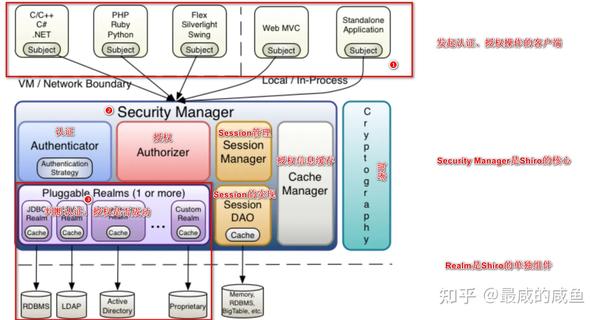 C/C++
C#
.NET
Subject
PHP
Ruby
Python
Subject
Flex
Silverlight
Swing
Subject
Web MVC
Subject
Standalone
Application
Subject
1
发起认证、授权操作的客户端
VM / Network Boundary
Local / In-Process
2
Security Manager
认证
Authenticator
Authentication
Strategy
授权
Authorizer
Session管理
Session
Manager
授权信息缓存
Cache
Manager
Cryptography
Security Manager是Shiro的核心
Pluggable Realms (1 or more)
3
JDBC
Realm
Cache
Realm
Cache
Realm
Cache
...
Custom
Realm
Cache
Session的实现
Session
DAO
Cache
Realm是Shiro的单独组件
RDBMS
LDAP
Active
Directory
Proprietary
Memory,
RDBMS,
BigTable, etc.
知乎 @最咸的咸鱼